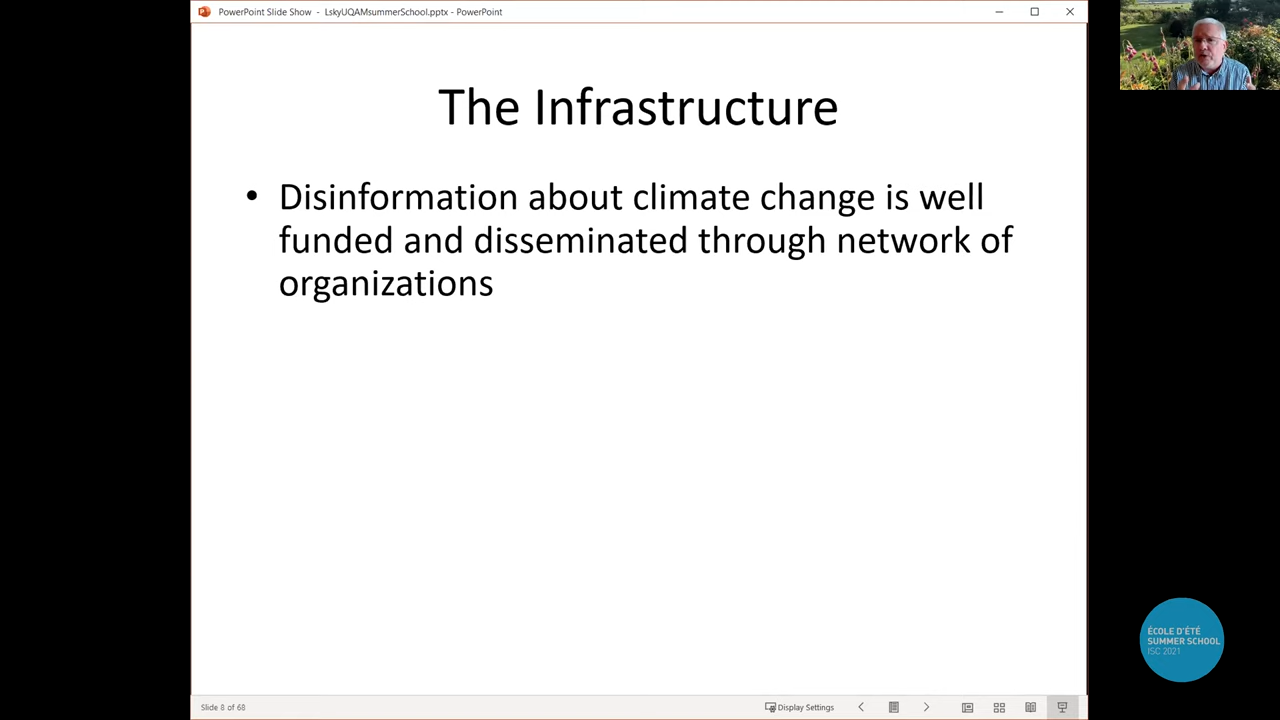 PowerPoint Slide Show - LskyUQAMsummerSchool.pptx - PowerPoint
The Infrastructure
• Disinformation about climate change is well
funded and disseminated through network of
organizations
ÉCOLE D'ÉTÉ
SUMMER SCHOOL
ISC 2021
Slide 8 of 68
Display Settings